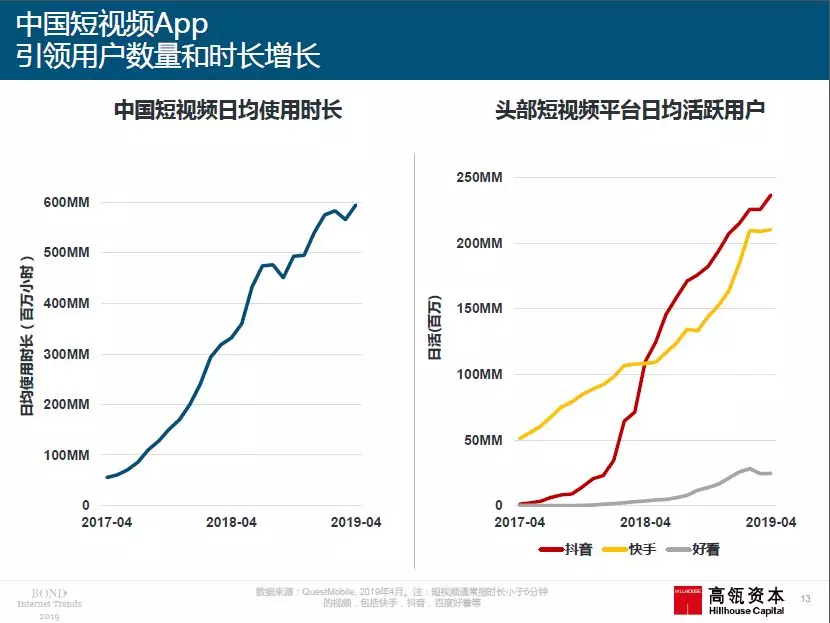 中国短视频App
引领用户数量和时长增长
中国短视频日均使用时长
日均使用时长（百万小时）
600MM
500MM
400MM
300MM
200MM
100MM
0
2017-04
2018-04
2019-04
头部短视频平台日均活跃用户
日活(百万)
250MM
200MM
150MM
100MM
50MM
0
2017-04
2018-04
2019-04
抖音
快手
好看
BOND
Internet Trends
2019
数据来源：QuestMobile, 2019年4月。注：短视频通常指时长小于5分钟
的视频，包括快手，抖音，百度好看等
HILLHOUSE
高瓴资本
Hillhouse Capital
13